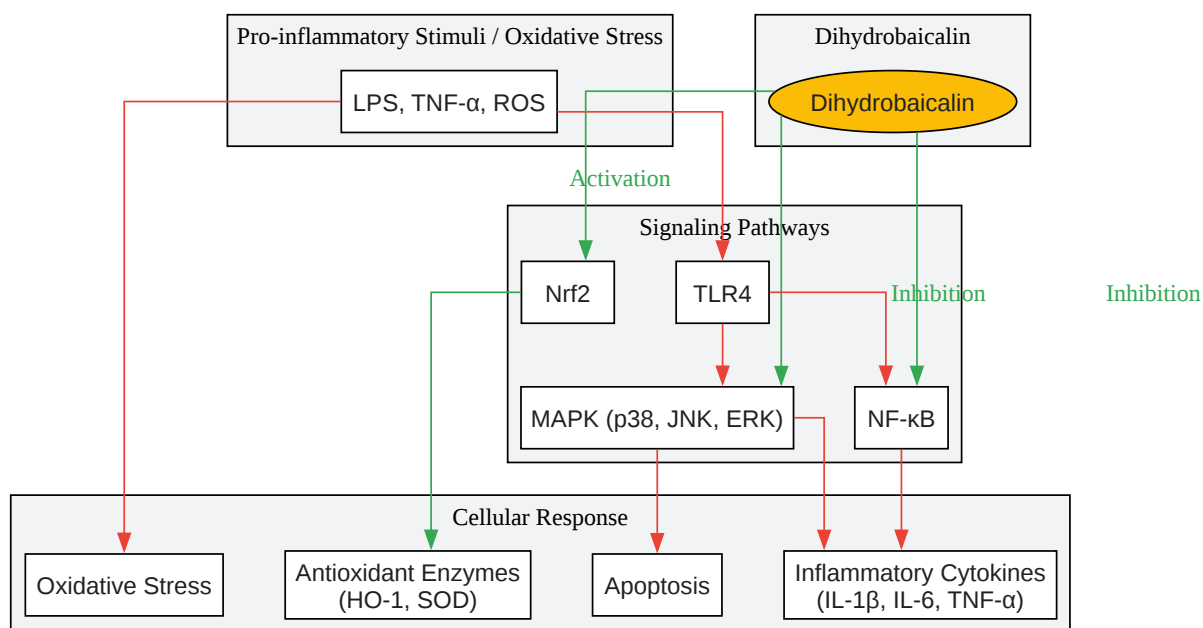 Pro-inflammatory Stimuli / Oxidative Stress
Dihydrobaicalin
LPS, TNF-α, ROS
Dihydrobaicalin
Activation
Signaling Pathways
Nrf2
TLR4
Inhibition
Inhibition
MAPK (p38, JNK, ERK)
NF-κB
Cellular Response
Oxidative Stress
Antioxidant Enzymes
(HO-1, SOD)
Apoptosis
Inflammatory Cytokines
(IL-1β, IL-6, TNF-α)